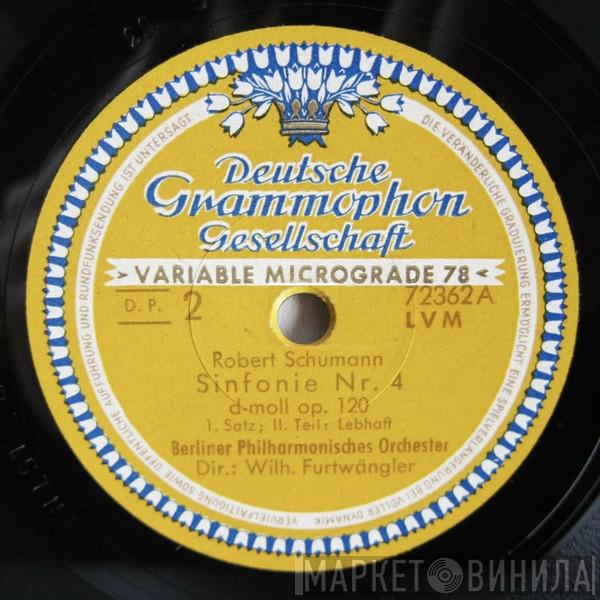 Deutsche
Grammophon
Gesellschaft
VARIABLE MICROGRADE 78
D. P. 2
72362 A
LVM
Robert Schumann
Sinfonie Nr. 4
d-moll op. 120
1. Satz; II. Teil: Lebhaft
Berliner Philharmonisches Orchester
Dir.: Wilh. Furtwängler
VERVIELFÄLTIGUNG SOWIE ÖFFENTLICHE AUFFÜHRUNG UND RUNDFUNKSENDUNG IST UNTERSAGT
DIE VERÄNDERLICHE GRADUIERUNG ERMÖGLICHT EINE SPIELVERLÄNGERUNG BEI VOLLER DYNAMIK
МАРКЕТ ВИНИЛА